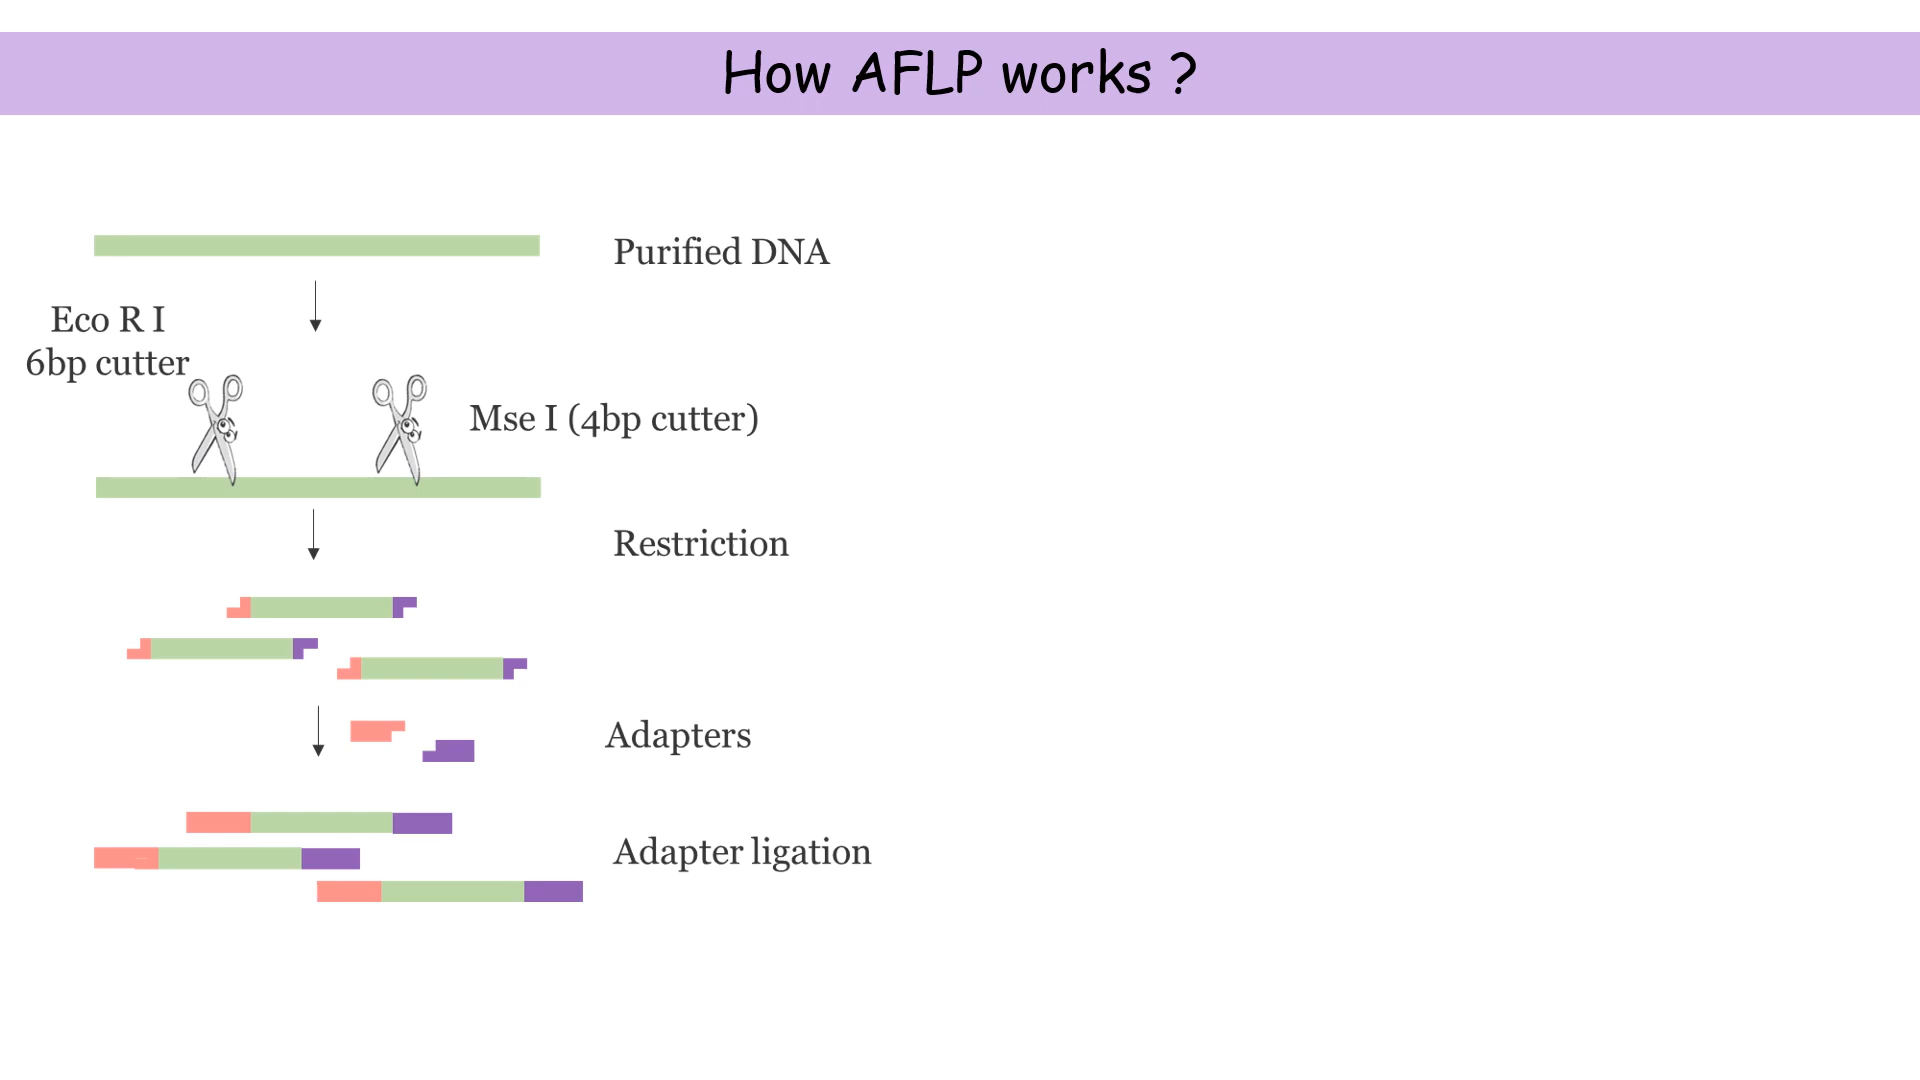 How AFLP works ?
Purified DNA
Eco R I
6bp cutter
Mse I (4bp cutter)
Restriction
Adapters
Adapter ligation